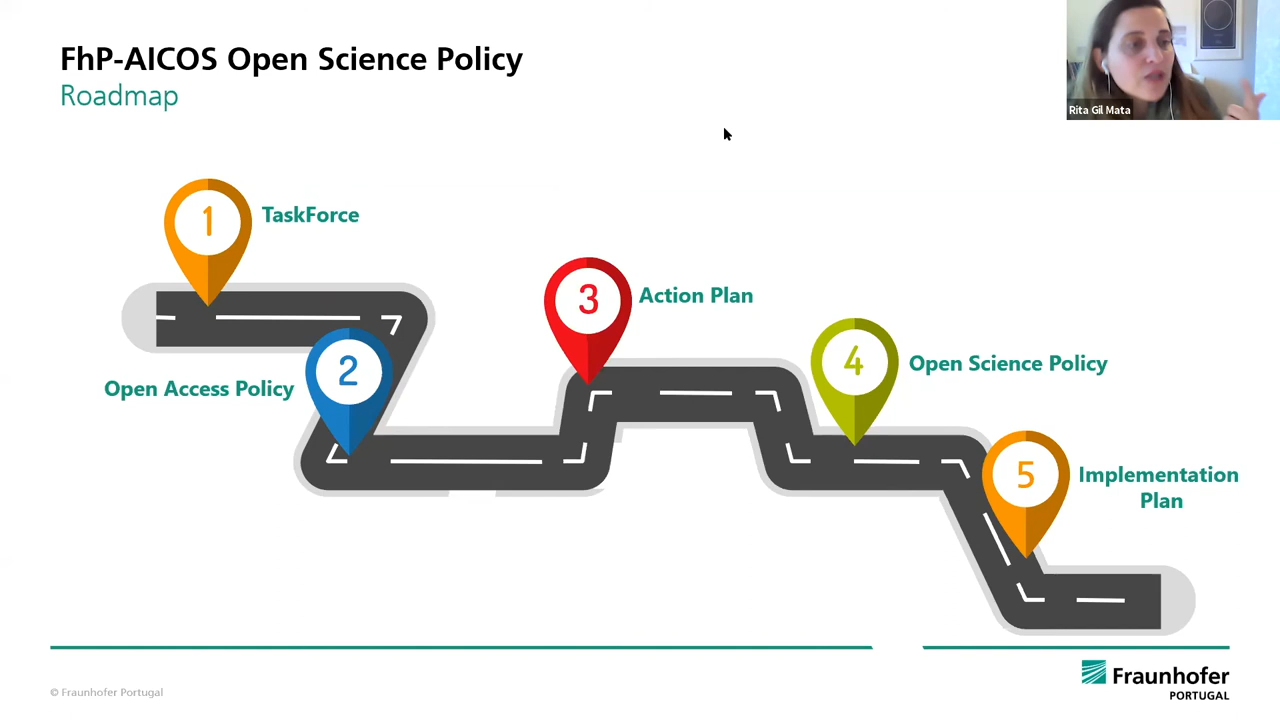 FhP-AICOS Open Science Policy
Roadmap
Rita Gil Mata
1
TaskForce
2
Open Access Policy
3
Action Plan
4
Open Science Policy
5
Implementation
Plan
© Fraunhofer Portugal
Fraunhofer
PORTUGAL